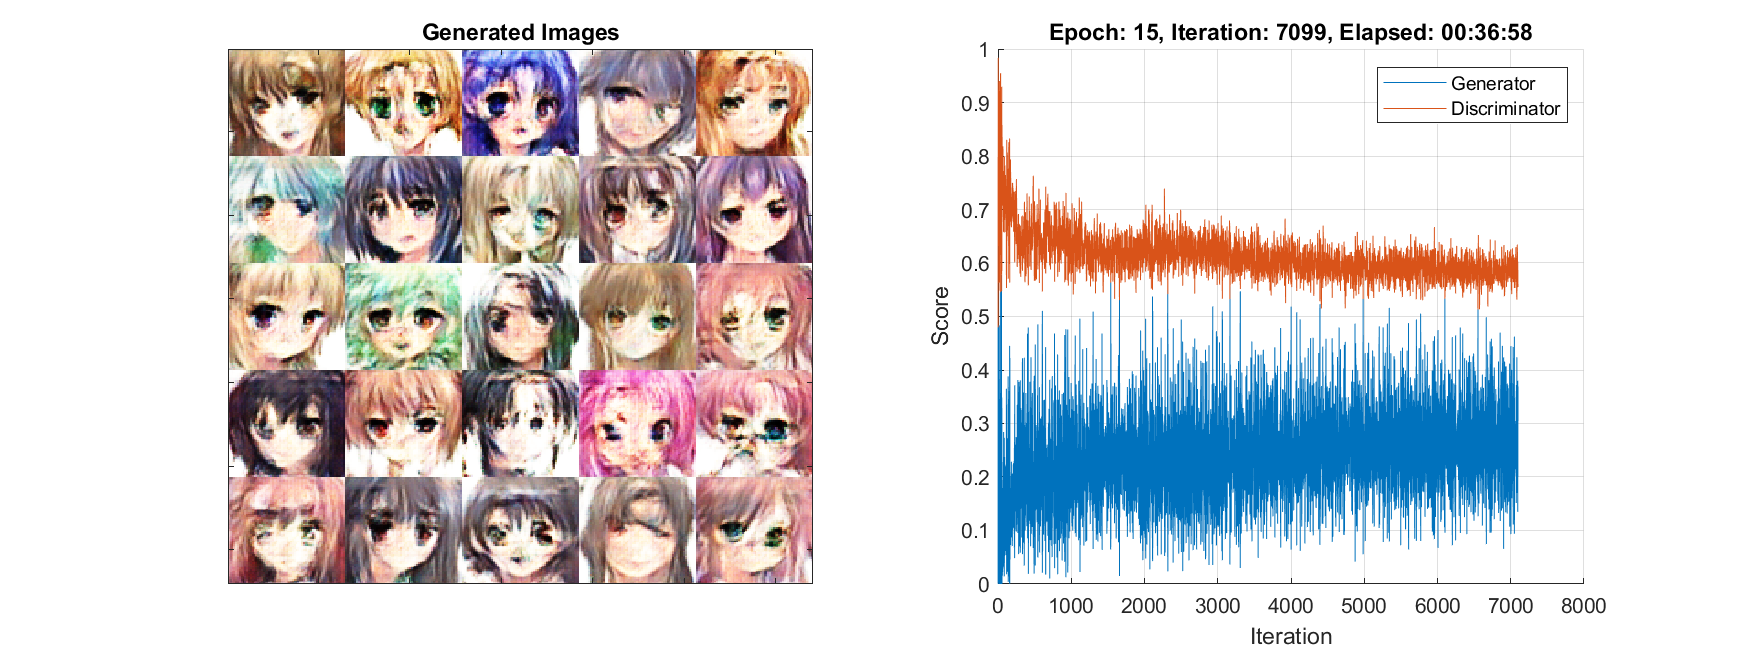 Generated Images
Epoch: 15, Iteration: 7099, Elapsed: 00:36:58
Generator
Discriminator
1
0.9
0.8
0.7
0.6
0.5
0.4
0.3
0.2
0.1
0
Score
0 1000 2000 3000 4000 5000 6000 7000 8000
Iteration